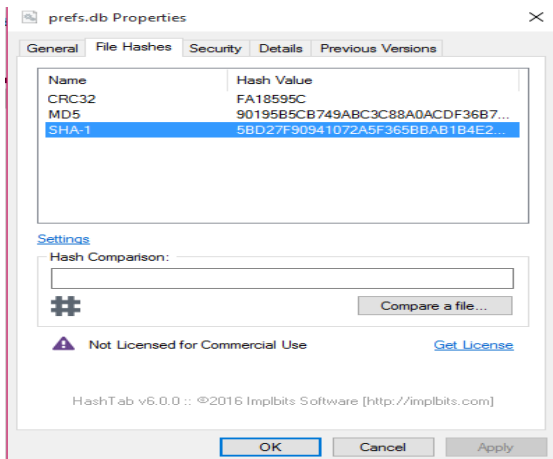 prefs.db Properties
General File Hashes Security Details Previous Versions
Name Hash Value
CRC32 FA18595C
MD5 90195B5CB749ABC3C88A0ACDF36B7...
SHA-1 5BD27F90941072A5F365BBAB1B4E2...
Settings
Hash Comparison:
Compare a file...
Not Licensed for Commercial Use Get License
HashTab v6.0.0 :: ©2016 Implbits Software [http://implbits.com]
OK Cancel Apply